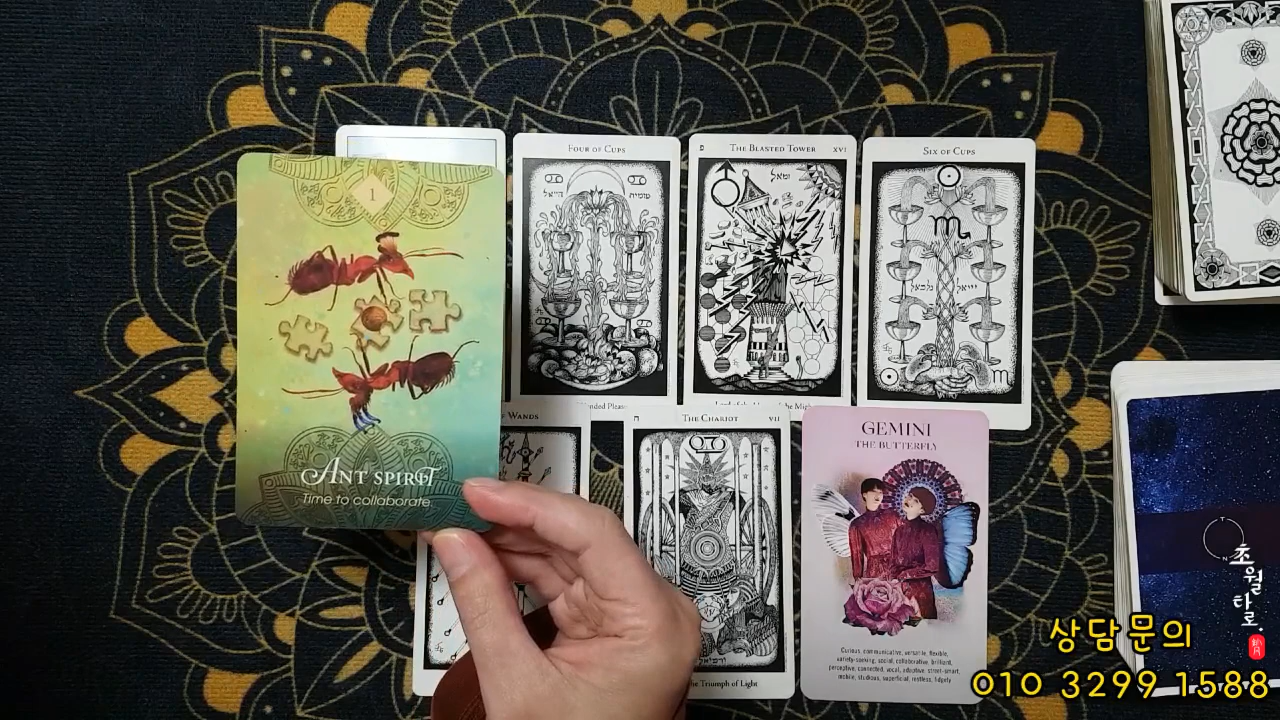 1
ANT SPIRIT
Time to collaborate
FOUR OF CUPS
THE BLASTED TOWER XVI
SIX OF CUPS
OF WANDS
THE CHARIOT VII
The Triumph of Light
GEMINI
THE BUTTERFLY
Curious, communicative, versatile, flexible,
variety-seeking, social, collaborative, brilliant,
perceptive, connected, vocal, adaptive, street-smart,
mobile, studious, superficial, restless, fidgety
초월타로.
상담문의
010 3299 1588